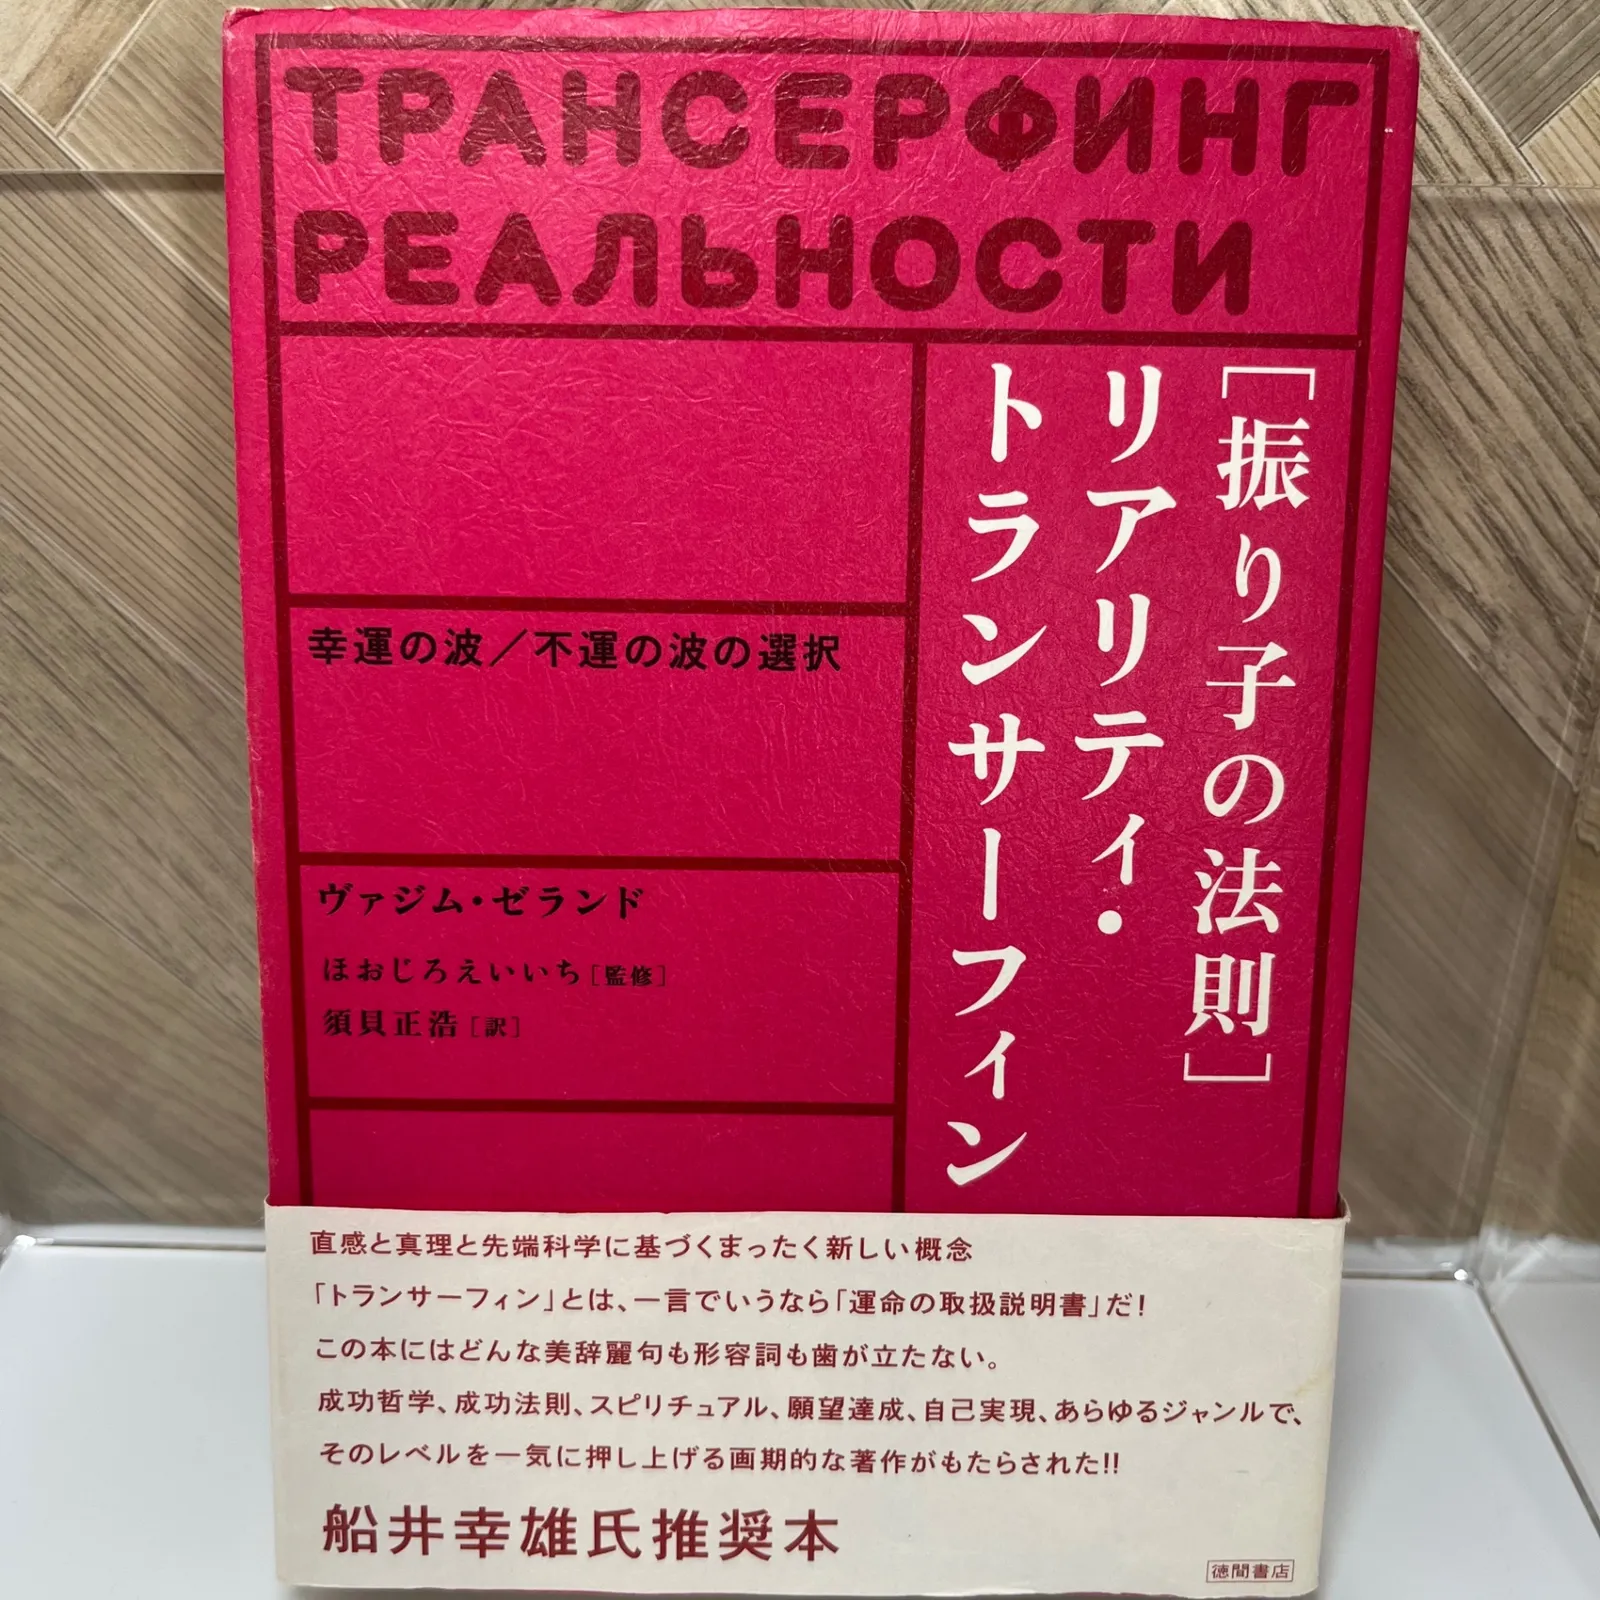 ТРАНСЕРФИНГ
РЕАЛЬНОСТИ
[振り子の法則]
リアリティ・
トランサーフィン
幸運の波／不運の波の選択
ヴァジム・ゼランド
ほおじろえいいち[監修]
須貝正浩[訳]
直感と真理と先端科学に基づくまったく新しい概念
「トランサーフィン」とは、一言でいうなら「運命の取扱説明書」だ!
この本にはどんな美辞麗句も形容詞も歯が立たない。
成功哲学、成功法則、スピリチュアル、願望達成、自己実現、あらゆるジャンルで、
そのレベルを一気に押し上げる画期的な著作がもたらされた!!
船井幸雄氏推奨本
徳間書店